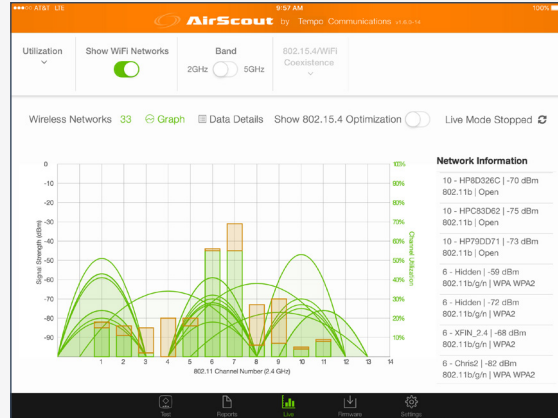 AT&T LTE 9:57 AM 100%
AirScout by Tempo Communications v1.8.0-14
Utilization Show WiFi Networks Band 802.15.4/WiFi
2GHz 5GHz Coexistence
Wireless Networks 33 Graph Data Details Show 802.15.4 Optimization Live Mode Stopped
Network Information
10 - HP8D326C | -70 dBm
802.11b | Open
10 - HPC83D62 | -75 dBm
802.11b | Open
10 - HP79DD71 | -73 dBm
802.11b | Open
6 - Hidden | -59 dBm
802.11b/g/n | WPA WPA2
6 - Hidden | -72 dBm
802.11b/g/n | WPA2
6 - XFIN_2.4 | -68 dBm
802.11b/g/n | WPA2
6 - Chris2 | -82 dBm
802.11b/g/n | WPA WPA2
Signal Strength (dBm)
0 100%
-10 90%
-20 80%
-30 70%
-40 60%
-50 50%
-60 40%
-70 30%
-80 20%
-90 10%
Channel Utilization
1 2 3 4 5 6 7 8 9 10 11 12 13 14
802.11 Channel Number (2.4 GHz)
Test Reports Live Firmware Settings